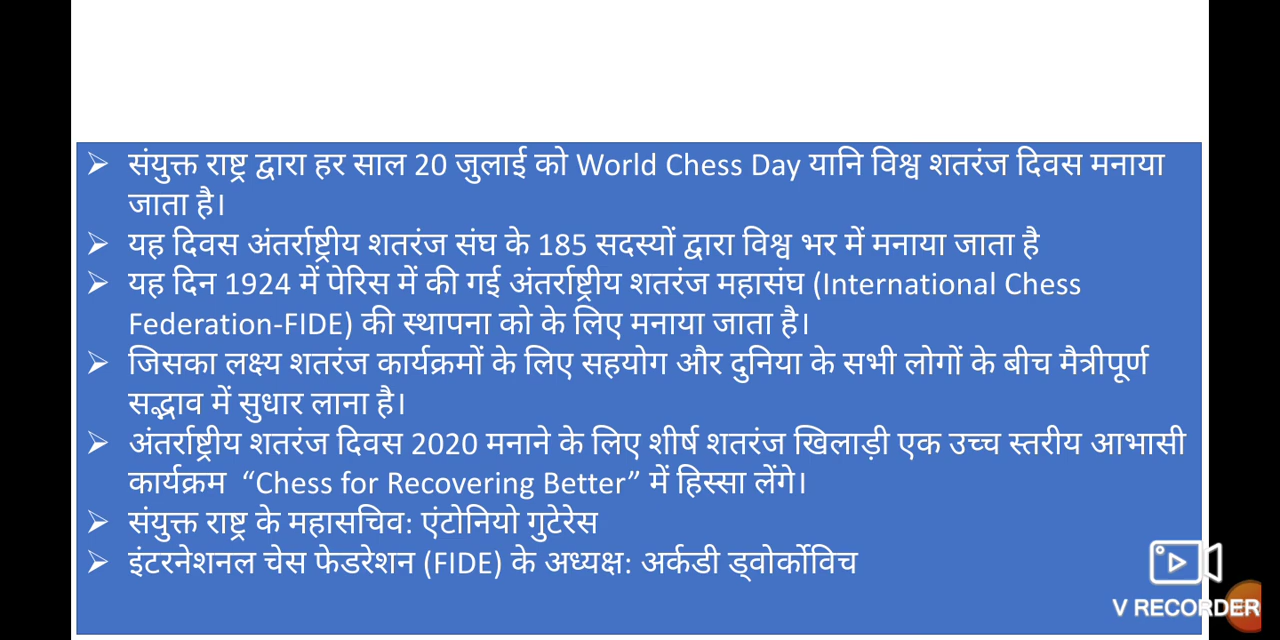 ➢ संयुक्त राष्ट्र द्वारा हर साल 20 जुलाई को World Chess Day यानि विश्व शतरंज दिवस मनाया
जाता है।
➢ यह दिवस अंतर्राष्ट्रीय शतरंज संघ के 185 सदस्यों द्वारा विश्व भर में मनाया जाता है
➢ यह दिन 1924 में पेरिस में की गई अंतर्राष्ट्रीय शतरंज महासंघ (International Chess
Federation-FIDE) की स्थापना को के लिए मनाया जाता है।
➢ जिसका लक्ष्य शतरंज कार्यक्रमों के लिए सहयोग और दुनिया के सभी लोगों के बीच मैत्रीपूर्ण
सद्भाव में सुधार लाना है।
➢ अंतर्राष्ट्रीय शतरंज दिवस 2020 मनाने के लिए शीर्ष शतरंज खिलाड़ी एक उच्च स्तरीय आभासी
कार्यक्रम “Chess for Recovering Better” में हिस्सा लेंगे।
➢ संयुक्त राष्ट्र के महासचिव: एंटोनियो गुटेरेस
➢ इंटरनेशनल चेस फेडरेशन (FIDE) के अध्यक्ष: अर्कडी ड्वोर्कोविच
V RECORDER